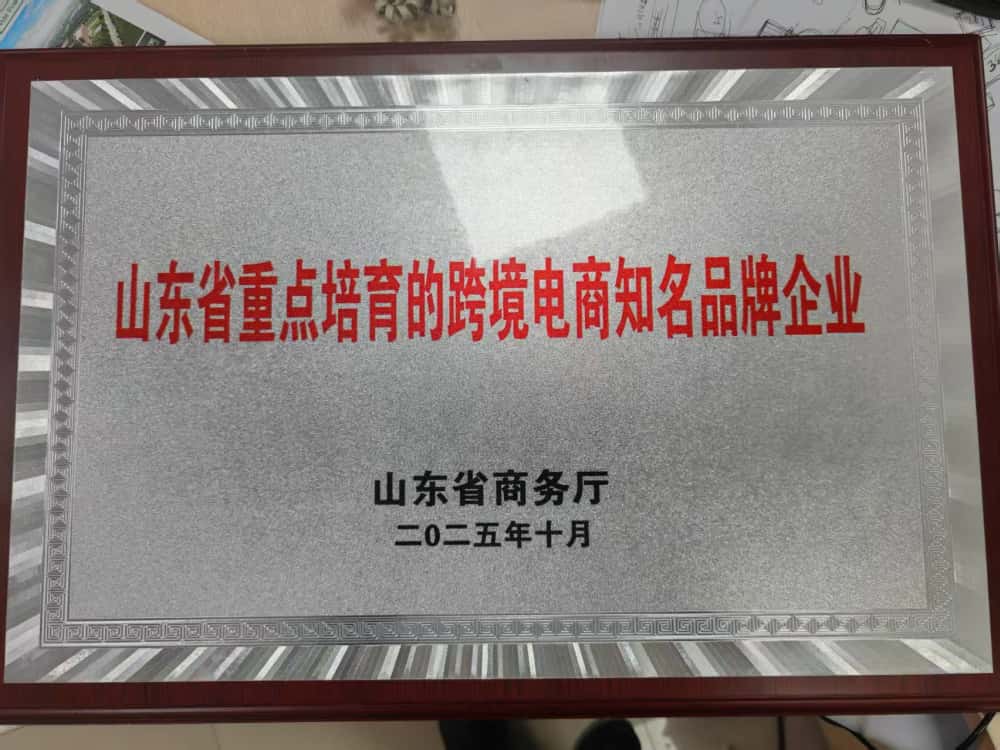 山东省重点培育的跨境电商知名品牌企业
山东省商务厅
二0二五年十月